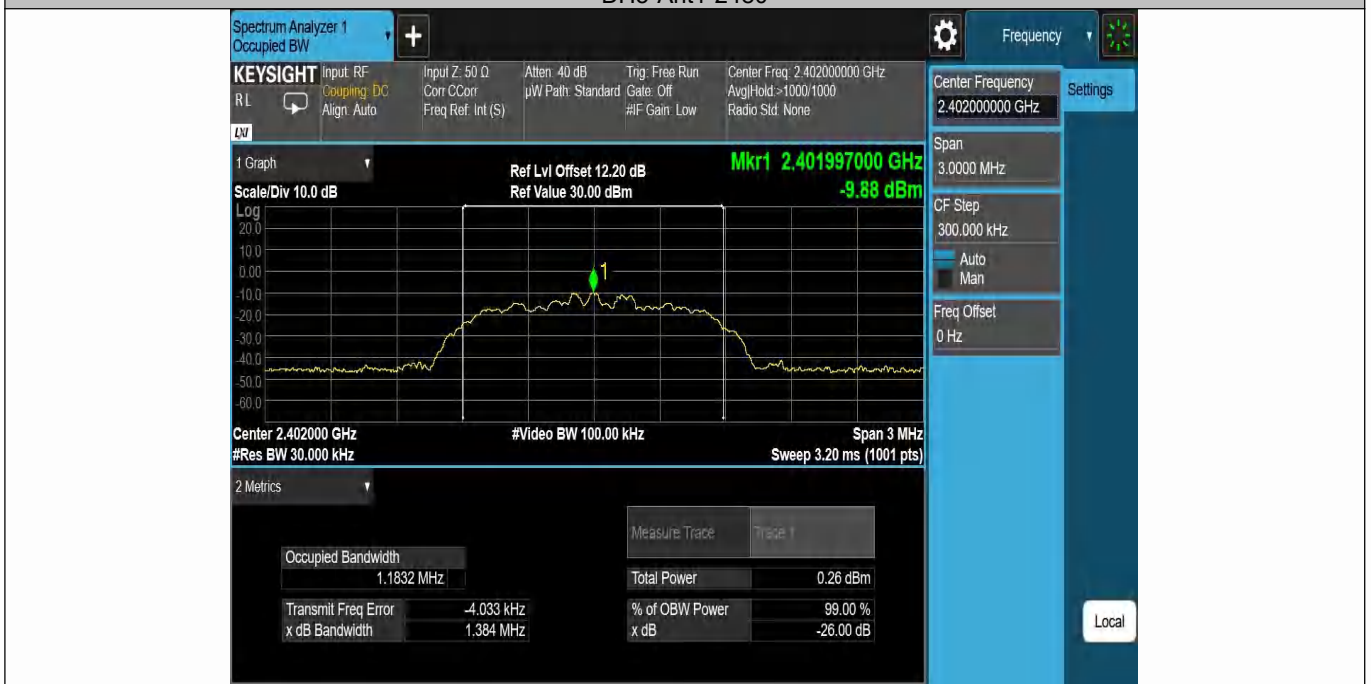 DH5-Ant1-2480
Spectrum Analyzer 1
Occupied BW
+
Frequency
KEYSIGHT
RL
LXI
Input: RF
Coupling: DC
Align: Auto
Input Z: 50 Ω
Corr CCorr
Freq Ref: Int (S)
Atten: 40 dB
µW Path: Standard
Trig: Free Run
Gate: Off
#IF Gain: Low
Center Freq: 2.402000000 GHz
Avg|Hold:>1000/1000
Radio Std: None
Center Frequency
2.402000000 GHz
Settings
Span
3.0000 MHz
CF Step
300.000 kHz
Auto
Man
Freq Offset
0 Hz
Local
1 Graph
Scale/Div 10.0 dB
Ref Lvl Offset 12.20 dB
Ref Value 30.00 dBm
Mkr1 2.401997000 GHz
-9.88 dBm
Log
20.0
10.0
0.00
-10.0
-20.0
-30.0
-40.0
-50.0
-60.0
1
Center 2.402000 GHz
#Res BW 30.000 kHz
#Video BW 100.00 kHz
Span 3 MHz
Sweep 3.20 ms (1001 pts)
2 Metrics
Measure Trace Trace 1
Occupied Bandwidth
1.1832 MHz
Total Power 0.26 dBm
Transmit Freq Error -4.033 kHz
% of OBW Power 99.00 %
x dB Bandwidth 1.384 MHz
x dB -26.00 dB